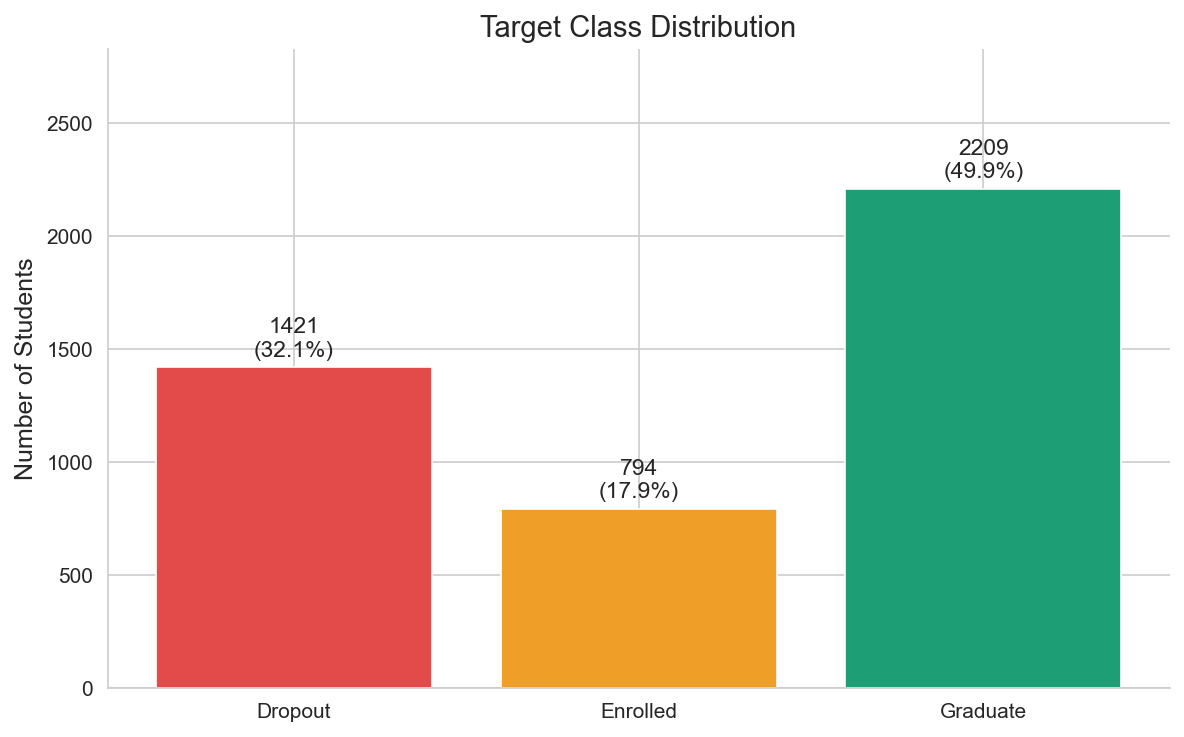 Target Class Distribution
Number of Students
2500
2000
1500
1000
500
0
1421
(32.1%)
794
(17.9%)
2209
(49.9%)
Dropout
Enrolled
Graduate